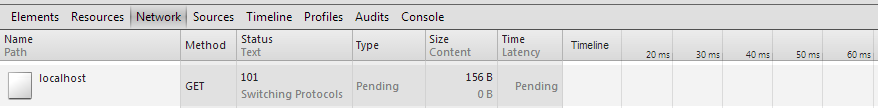 Elements Resources Network Sources Timeline Profiles Audits Console
Name Method Status Type Size Time Timeline
Path Text Content Latency 20 ms 30 ms 40 ms 50 ms 60 ms
localhost GET 101 Pending 156 B Pending
Switching Protocols 0 B